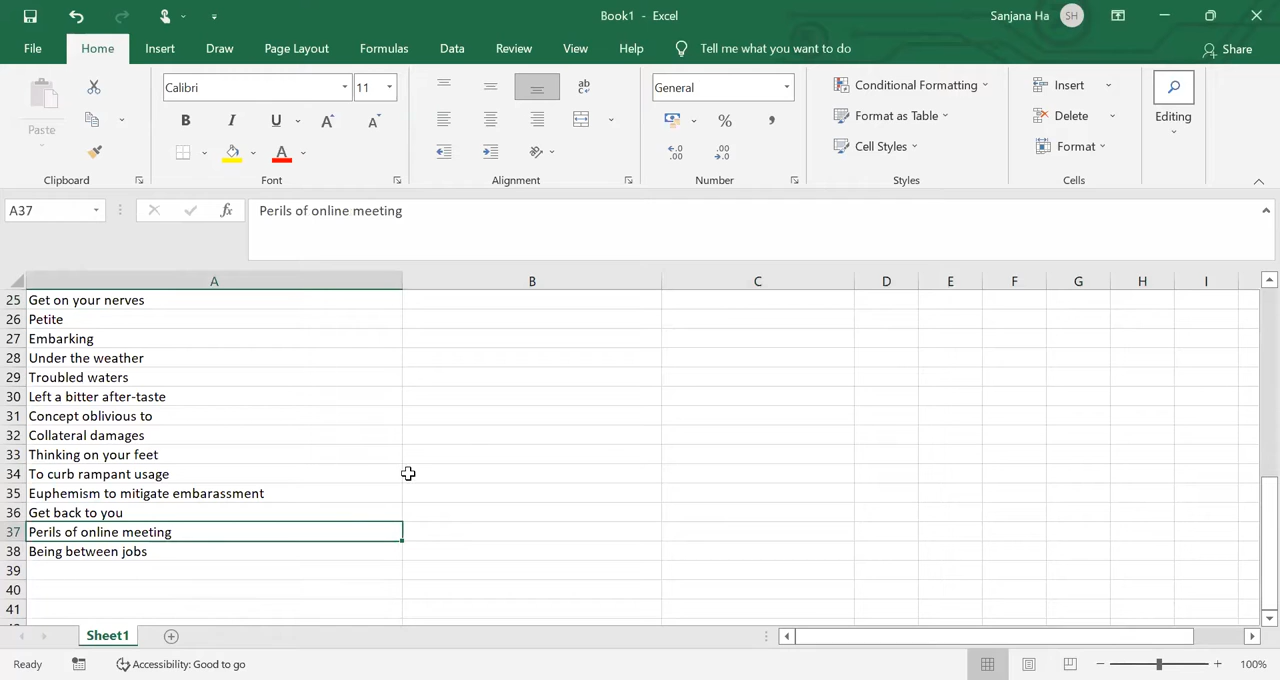 Book1 - Excel
Sanjana Ha SH
File Home Insert Draw Page Layout Formulas Data Review View Help Tell me what you want to do Share
Paste
Clipboard
Calibri 11
B I U A A
A
Font
ab
Alignment
General
% ,
Number
Conditional Formatting
Format as Table
Cell Styles
Styles
Insert
Delete
Format
Cells
Editing
A37 fx Perils of online meeting
A B C D E F G H I
25 Get on your nerves
26 Petite
27 Embarking
28 Under the weather
29 Troubled waters
30 Left a bitter after-taste
31 Concept oblivious to
32 Collateral damages
33 Thinking on your feet
34 To curb rampant usage
35 Euphemism to mitigate embarassment
36 Get back to you
37 Perils of online meeting
38 Being between jobs
39
40
41
Sheet1
Ready Accessibility: Good to go 100%